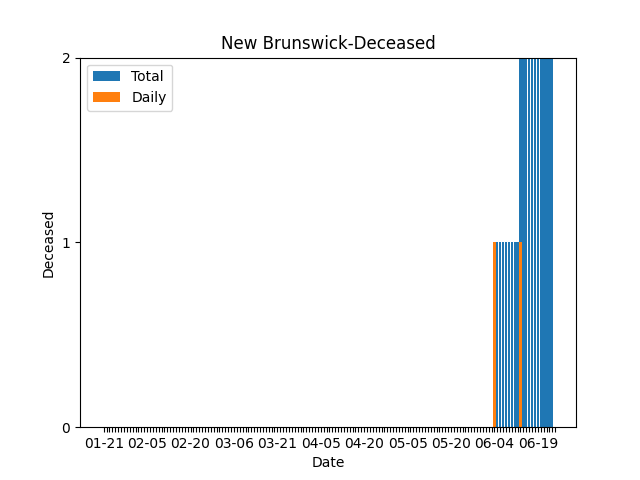 New Brunswick-Deceased
Total
Daily
2
1
0
Deceased
01-21 02-05 02-20 03-06 03-21 04-05 04-20 05-05 05-20 06-04 06-19
Date